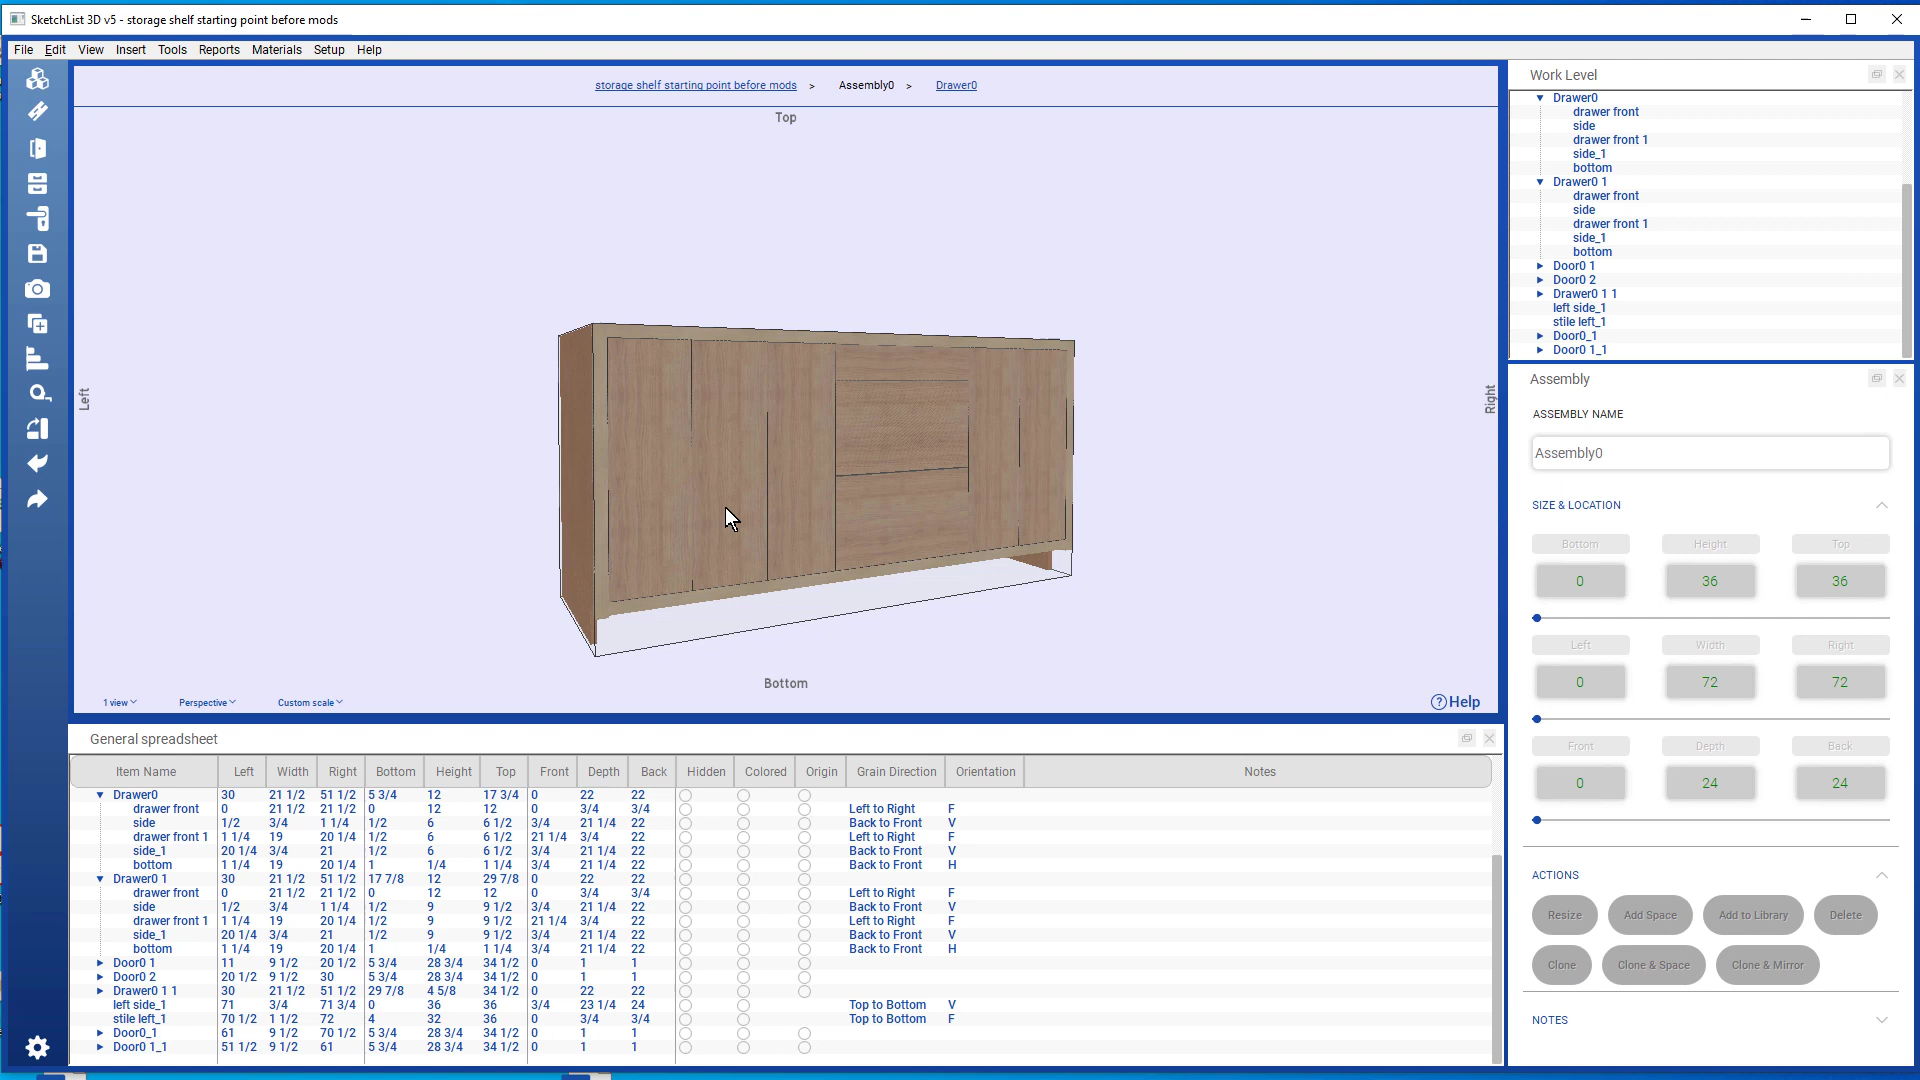 SketchList 3D v5 - storage shelf starting point before mods
File Edit View Insert Tools Reports Materials Setup Help
storage shelf starting point before mods > Assembly0 > Drawer0
Top
Left
Right
Bottom
1 view Perspective Custom scale
? Help
Work Level
Drawer0
drawer front
side
drawer front 1
side_1
bottom
Drawer0 1
drawer front
side
drawer front 1
side_1
bottom
Door0 1
Door0 2
Drawer0 1 1
left side_1
stile left_1
Door0_1
Door0 1_1
Assembly
ASSEMBLY NAME
Assembly0
SIZE & LOCATION
Bottom Height Top
0 36 36
Left Width Right
0 72 72
Front Depth Back
0 24 24
ACTIONS
Resize Add Space Add to Library Delete
Clone Clone & Space Clone & Mirror
NOTES
General spreadsheet
Item Name Left Width Right Bottom Height Top Front Depth Back Hidden Colored Origin Grain Direction Orientation Notes
Drawer0 30 21 1/2 51 1/2 5 3/4 12 17 3/4 0 22 22
drawer front 0 21 1/2 21 1/2 0 12 12 0 3/4 3/4 Left to Right F
side 1/2 3/4 1 1/4 1/2 6 6 1/2 3/4 21 1/4 22 Back to Front V
drawer front 1 1 1/4 19 20 1/4 1/2 6 6 1/2 21 1/4 3/4 22 Left to Right F
side_1 20 1/4 3/4 21 1/2 6 6 1/2 3/4 21 1/4 22 Back to Front V
bottom 1 1/4 19 20 1/4 1 1/4 1 1/4 3/4 21 1/4 22 Back to Front H
Drawer0 1 30 21 1/2 51 1/2 17 7/8 12 29 7/8 0 22 22
drawer front 0 21 1/2 21 1/2 0 12 12 0 3/4 3/4 Left to Right F
side 1/2 3/4 1 1/4 1/2 9 9 1/2 3/4 21 1/4 22 Back to Front V
drawer front 1 1 1/4 19 20 1/4 1/2 9 9 1/2 21 1/4 3/4 22 Left to Right F
side_1 20 1/4 3/4 21 1/2 9 9 1/2 3/4 21 1/4 22 Back to Front V
bottom 1 1/4 19 20 1/4 1 1/4 1 1/4 3/4 21 1/4 22 Back to Front H
Door0 1 11 9 1/2 20 1/2 5 3/4 28 3/4 34 1/2 0 1 1
Door0 2 20 1/2 9 1/2 30 5 3/4 28 3/4 34 1/2 0 1 1
Drawer0 1 1 30 21 1/2 51 1/2 29 7/8 4 5/8 34 1/2 0 22 22
left side_1 71 3/4 71 3/4 0 36 36 3/4 23 1/4 24 Top to Bottom V
stile left_1 70 1/2 1 1/2 72 4 32 36 0 3/4 3/4 Top to Bottom F
Door0_1 61 9 1/2 70 1/2 5 3/4 28 3/4 34 1/2 0 1 1
Door0 1_1 51 1/2 9 1/2 61 5 3/4 28 3/4 34 1/2 0 1 1